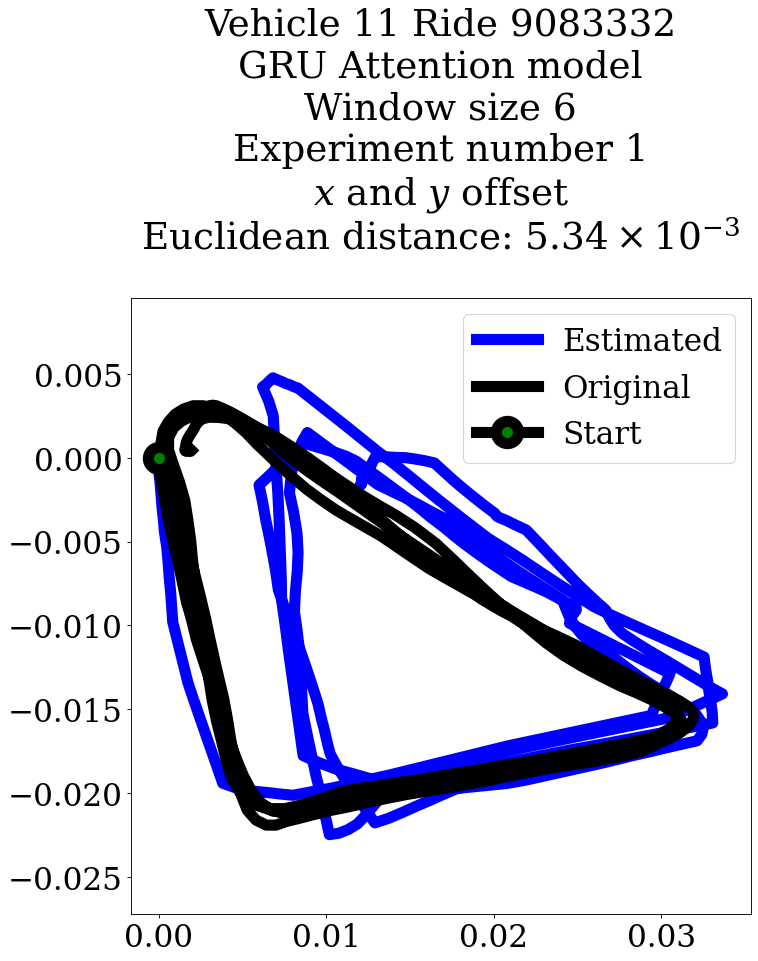 Vehicle 11 Ride 9083332
GRU Attention model
Window size 6
Experiment number 1
x and y offset
Euclidean distance: 5.34 × 10⁻³
Estimated
Original
Start
0.005
0.000
−0.005
−0.010
−0.015
−0.020
−0.025
0.00 0.01 0.02 0.03